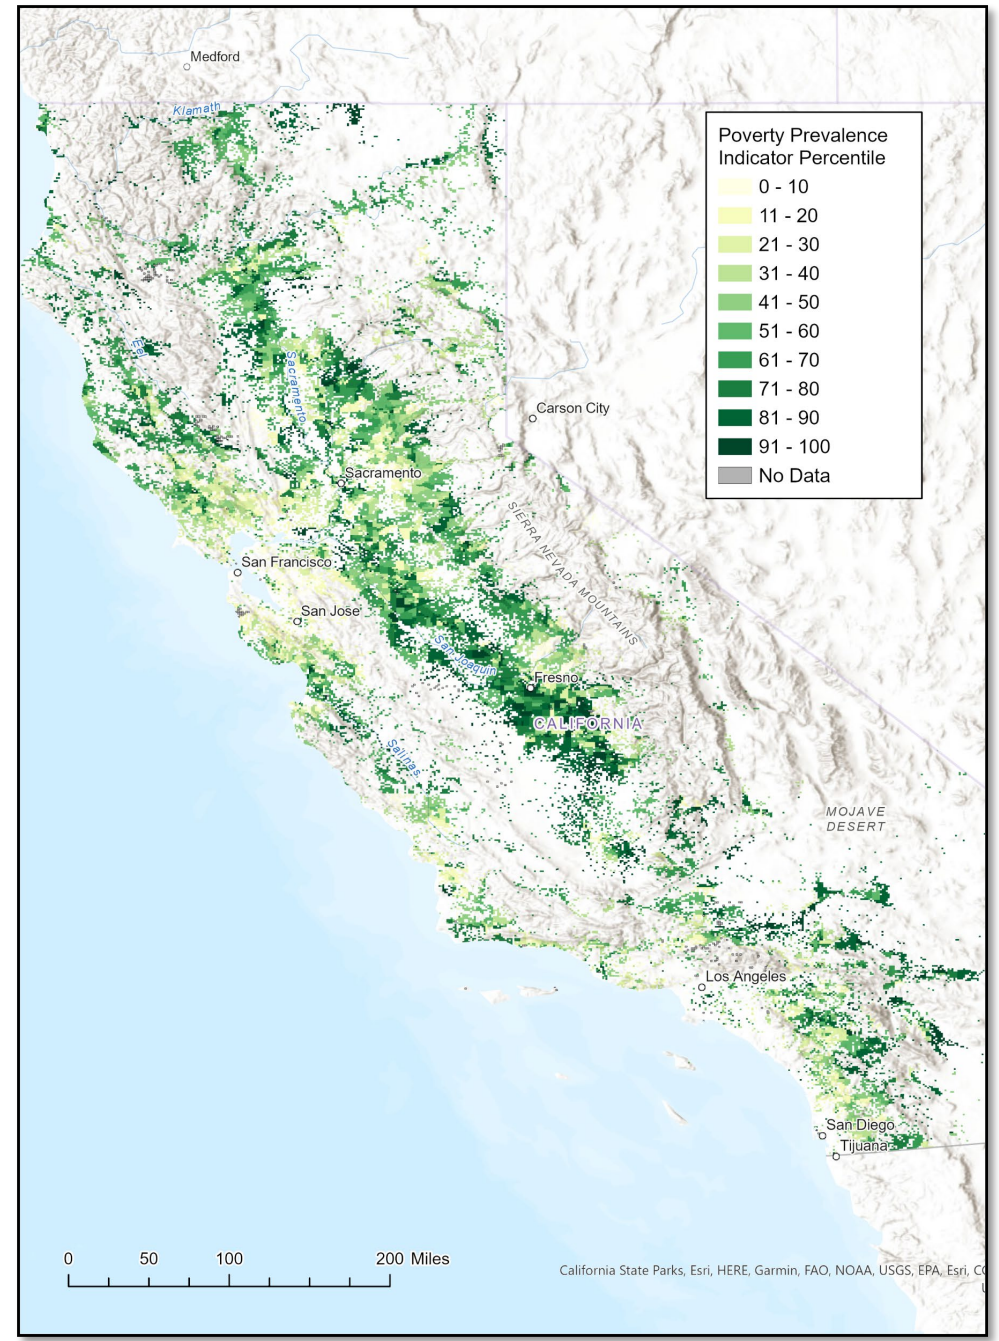 Medford
Klamath
Poverty Prevalence
Indicator Percentile
0 - 10
11 - 20
21 - 30
31 - 40
41 - 50
51 - 60
61 - 70
71 - 80
81 - 90
91 - 100
No Data
Eel
Sacramento
Carson City
Sacramento
SIERRA NEVADA MOUNTAINS
San Francisco
San Jose
San Joaquin
Fresno
CALIFORNIA
Salinas
MOJAVE
DESERT
Los Angeles
San Diego
Tijuana
0 50 100 200 Miles
California State Parks, Esri, HERE, Garmin, FAO, NOAA, USGS, EPA, Esri,